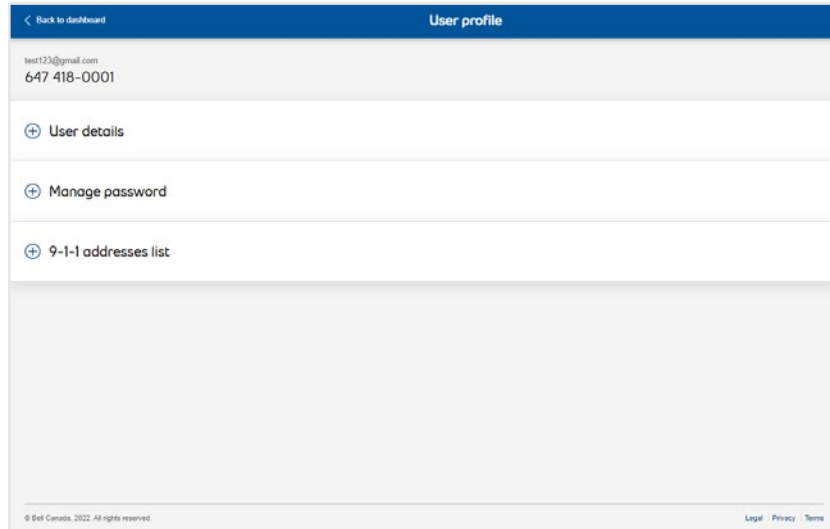 Back to dashboard
User profile
test123@gmail.com
647 418-0001
User details
Manage password
9-1-1 addresses list
© Bell Canada, 2022. All rights reserved.
Legal | Privacy | Terms